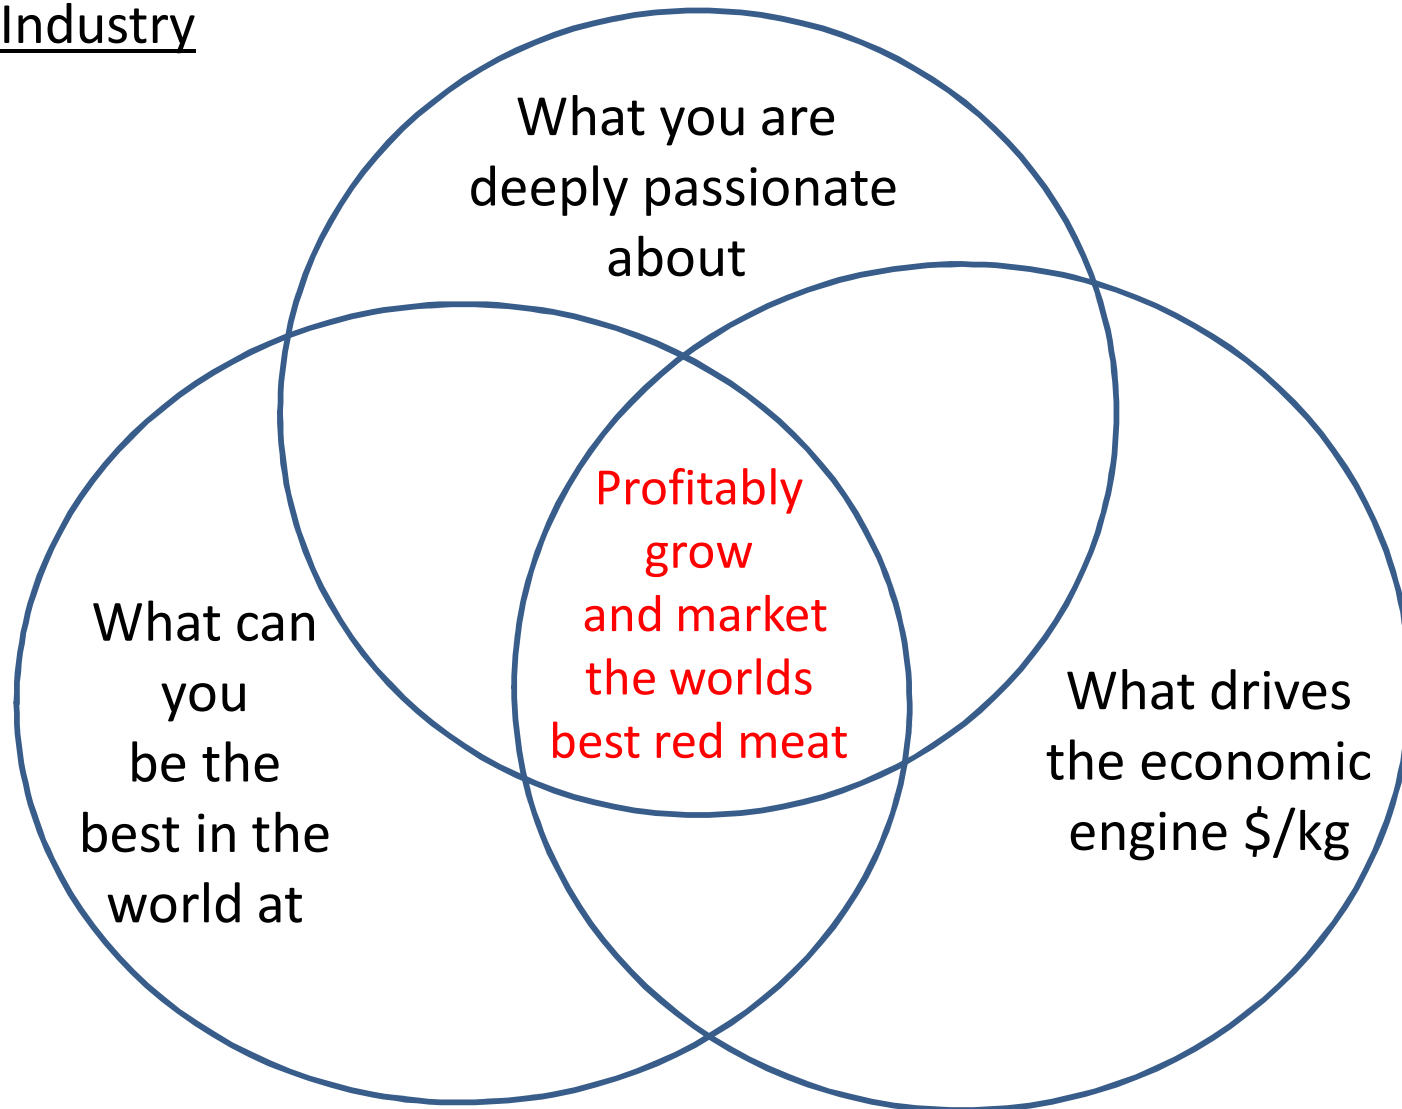 Industry
What you are
deeply passionate
about
Profitably
grow
and market
the worlds
best red meat
What can
you
be the
best in the
world at
What drives
the economic
engine $/kg